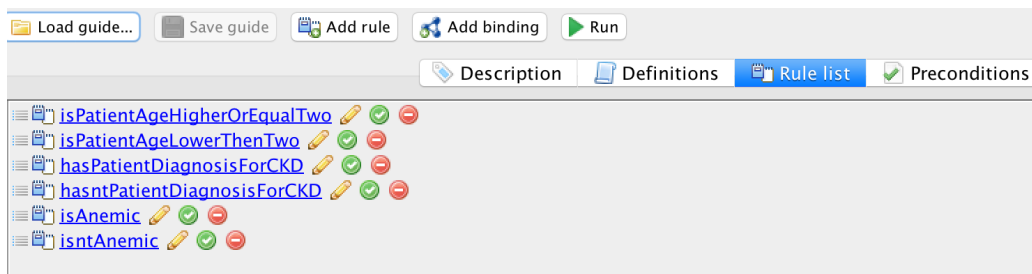 Load guide... Save guide Add rule Add binding Run
Description Definitions Rule list Preconditions
isPatientAgeHigherOrEqualTwo
isPatientAgeLowerThenTwo
hasPatientDiagnosisForCKD
hasntPatientDiagnosisForCKD
isAnemic
isntAnemic